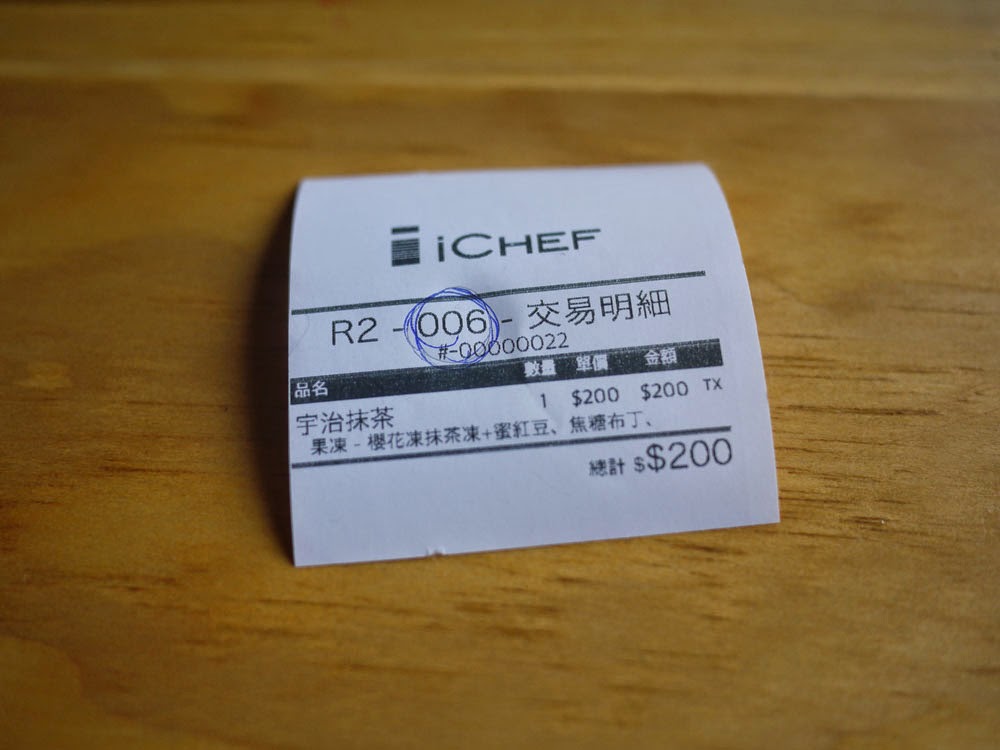 iCHEF
R2 - 006 - 交易明細
#-00000022
品名 數量 單價 金額
宇治抹茶 1 $200 $200 TX
果凍 - 櫻花凍抹茶凍+蜜紅豆、焦糖布丁、
總計 $$200